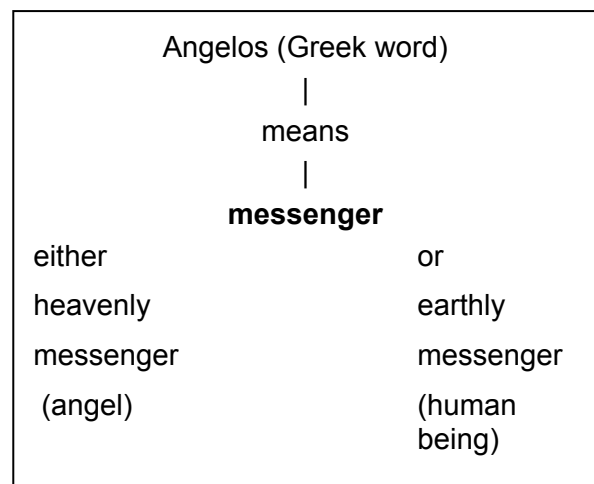 Angelos (Greek word)
|
means
|
messenger
either or
heavenly earthly
messenger messenger
(angel) (human
being)